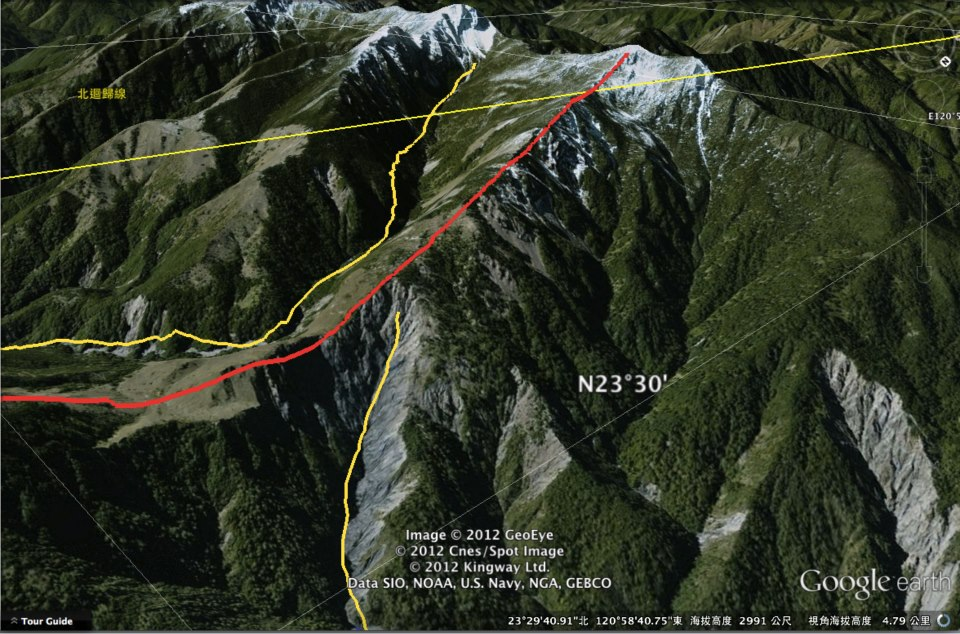 北迴歸線
E120°5
N23°30'
Image © 2012 GeoEye
© 2012 Cnes/Spot Image
© 2012 Kingway Ltd.
Data SIO, NOAA, U.S. Navy, NGA, GEBCO
Google earth
Tour Guide
23°29'40.91"北 120°58'40.75"東 海拔高度 2991 公尺 視角海拔高度 4.79 公里